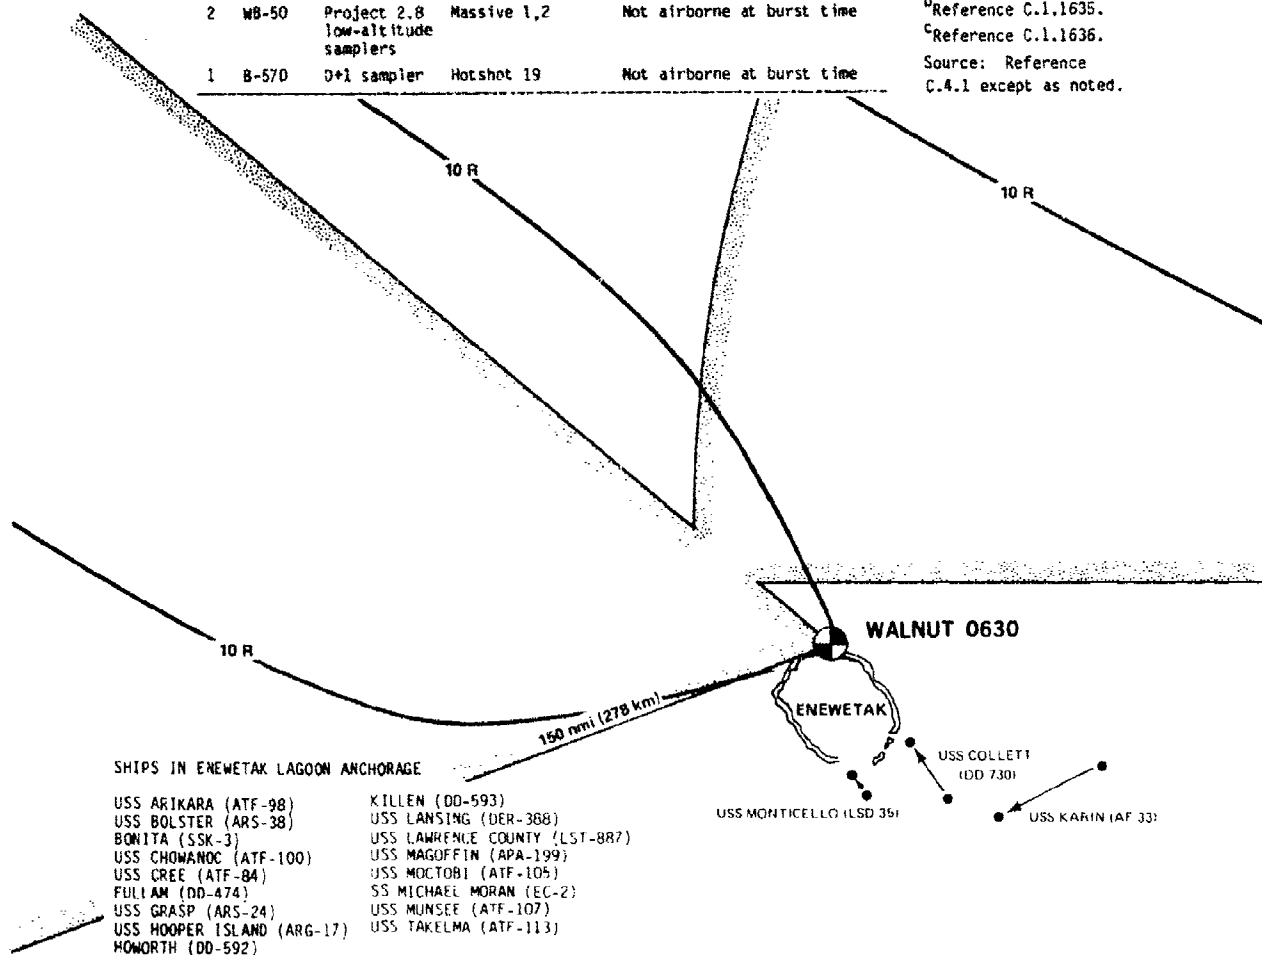 2 WB-50 Project 2.8 Massive 1,2 Not airborne at burst time
low-altitude
samplers
1 B-57D D+1 sampler Hotshot 19 Not airborne at burst time
bReference C.1.1635.
cReference C.1.1636.
Source: Reference
C.4.1 except as noted.
10 R
10 R
10 R
WALNUT 0630
ENEWETAK
150 nmi (278 km)
USS COLLETT
(DD 730)
USS MONTICELLO (LSD 35)
USS KARIN (AF 33)
SHIPS IN ENEWETAK LAGOON ANCHORAGE
USS ARIKARA (ATF-98)
USS BOLSTER (ARS-38)
BONITA (SSK-3)
USS CHOWANOC (ATF-100)
USS CREE (ATF-84)
FULLAM (DD-474)
USS GRASP (ARS-24)
USS HOOPER ISLAND (ARG-17)
HOWORTH (DD-592)
KILLEN (DD-593)
USS LANSING (DER-388)
USS LAWRENCE COUNTY (LST-887)
USS MAGOFFIN (APA-199)
USS MOCTOBI (ATF-105)
SS MICHAEL MORAN (EC-2)
USS MUNSEE (ATF-107)
USS TAKELMA (ATF-113)